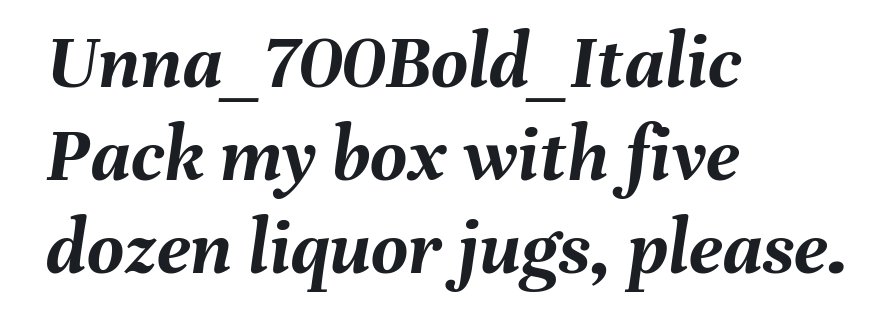 Unna_700Bold_Italic
Pack my box with five
dozen liquor jugs, please.